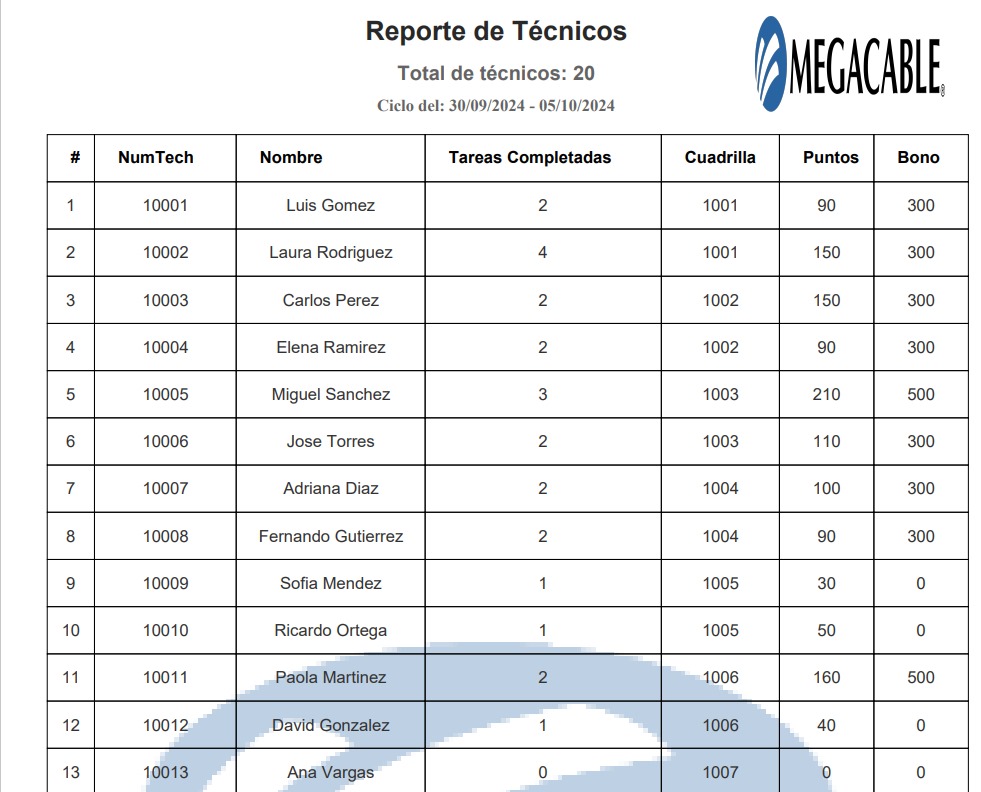 Reporte de Técnicos
Total de técnicos: 20
Ciclo del: 30/09/2024 - 05/10/2024
MEGACABLE®
# NumTech Nombre Tareas Completadas Cuadrilla Puntos Bono
1 10001 Luis Gomez 2 1001 90 300
2 10002 Laura Rodriguez 4 1001 150 300
3 10003 Carlos Perez 2 1002 150 300
4 10004 Elena Ramirez 2 1002 90 300
5 10005 Miguel Sanchez 3 1003 210 500
6 10006 Jose Torres 2 1003 110 300
7 10007 Adriana Diaz 2 1004 100 300
8 10008 Fernando Gutierrez 2 1004 90 300
9 10009 Sofia Mendez 1 1005 30 0
10 10010 Ricardo Ortega 1 1005 50 0
11 10011 Paola Martinez 2 1006 160 500
12 10012 David Gonzalez 1 1006 40 0
13 10013 Ana Vargas 0 1007 0 0